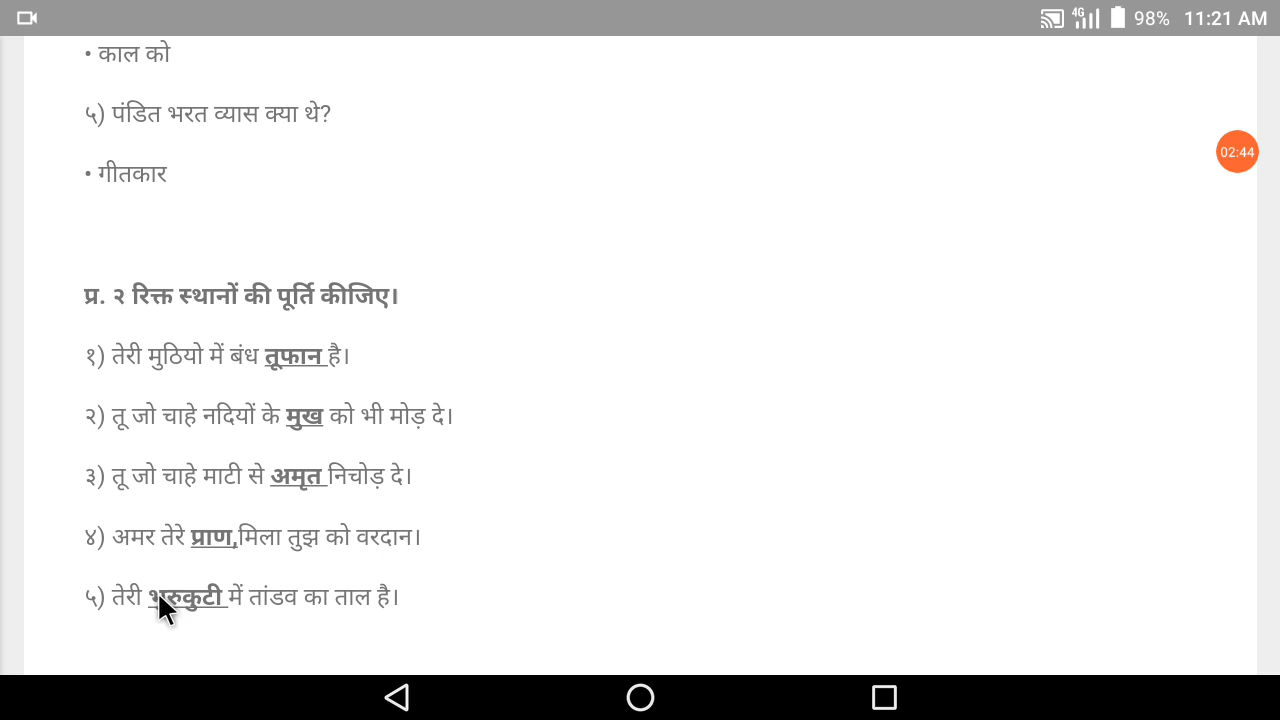 4G 98% 11:21 AM
• काल को
५) पंडित भरत व्यास क्या थे?
02:44
• गीतकार
प्र. २ रिक्त स्थानों की पूर्ति कीजिए।
१) तेरी मुठियो में बंध तूफान है।
२) तू जो चाहे नदियों के मुख को भी मोड़ दे।
३) तू जो चाहे माटी से अमृत निचोड़ दे।
४) अमर तेरे प्राण,मिला तुझ को वरदान।
५) तेरी भ्रुकुटी में तांडव का ताल है।